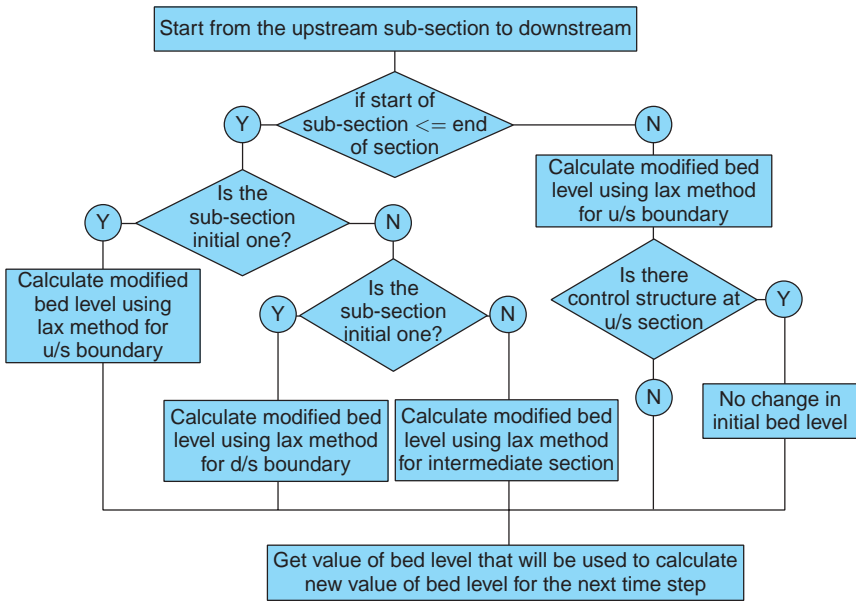 Start from the upstream sub-section to downstream
if start of
sub-section <= end
of section
Y
N
Is the
sub-section
initial one?
Y
N
Calculate modified bed
level using lax method
for u/s boundary
Calculate modified
bed level using
lax method for
u/s boundary
Is the
sub-section
initial one?
Y
N
Is there
control structure at
u/s section
Y
N
Calculate modified bed
level using lax method
for d/s boundary
Calculate modified bed
level using lax method
for intermediate section
No change in
initial bed level
Get value of bed level that will be used to calculate
new value of bed level for the next time step